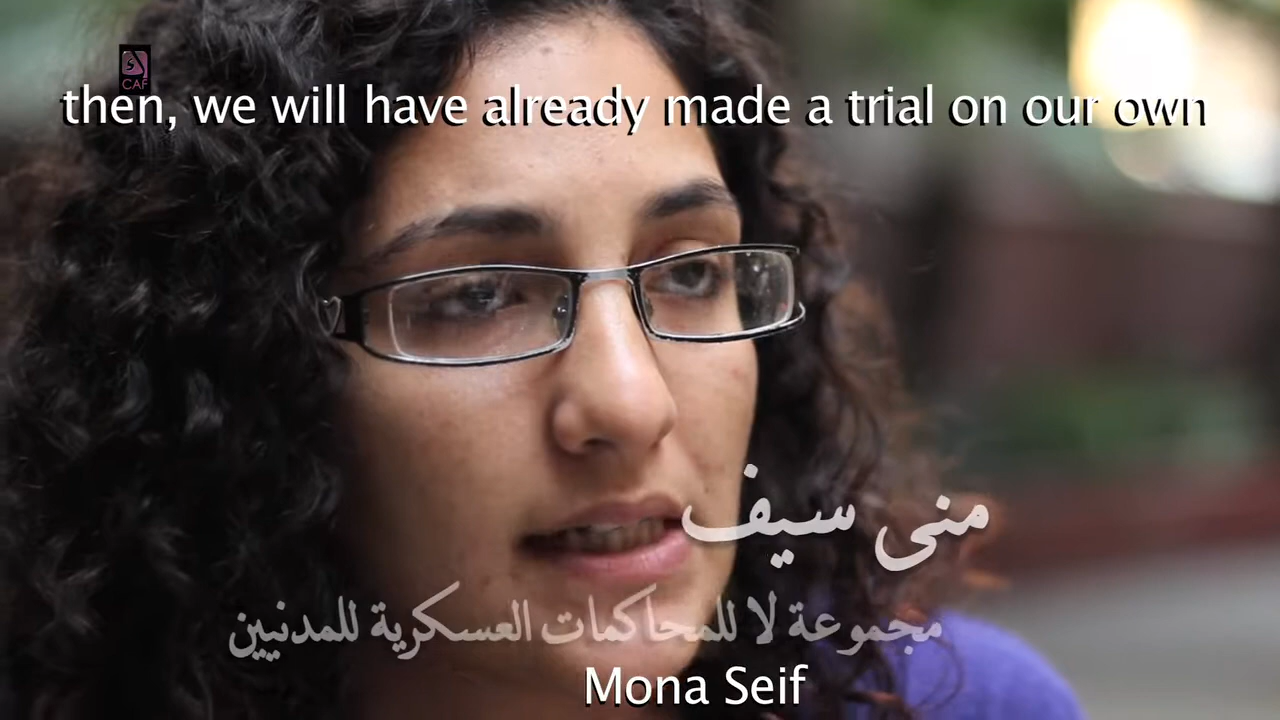 CAF
then, we will have already made a trial on our own
منى سيف
مجموعة لا للمحاكمات العسكرية للمدنيين
Mona Seif